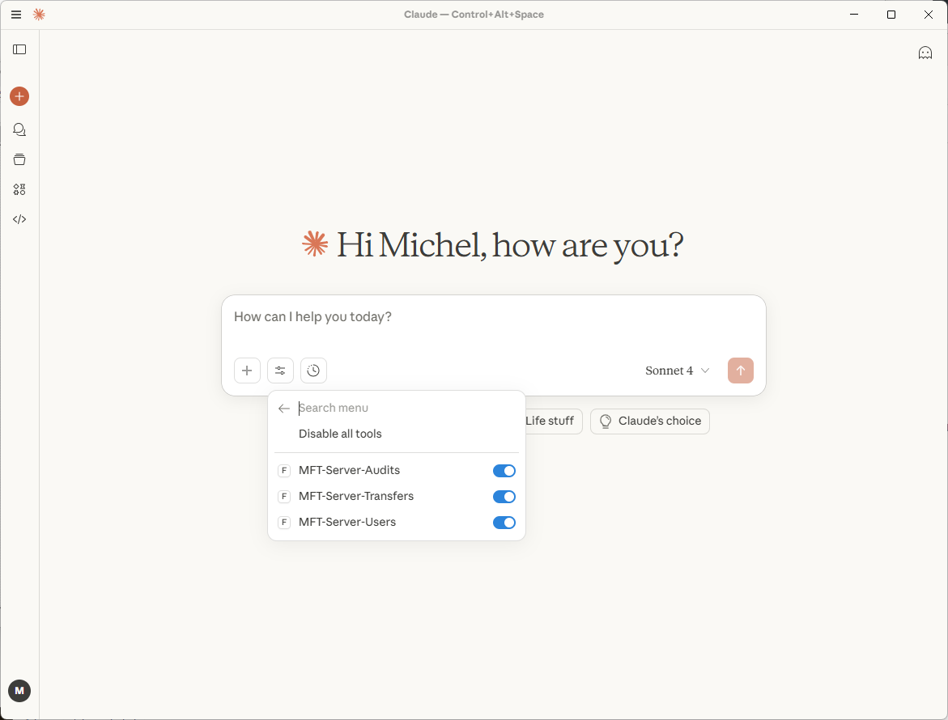 Claude — Control+Alt+Space
Hi Michel, how are you?
How can I help you today?
Sonnet 4
Search menu
Disable all tools
Life stuff
Claude's choice
F MFT-Server-Audits
F MFT-Server-Transfers
F MFT-Server-Users
M